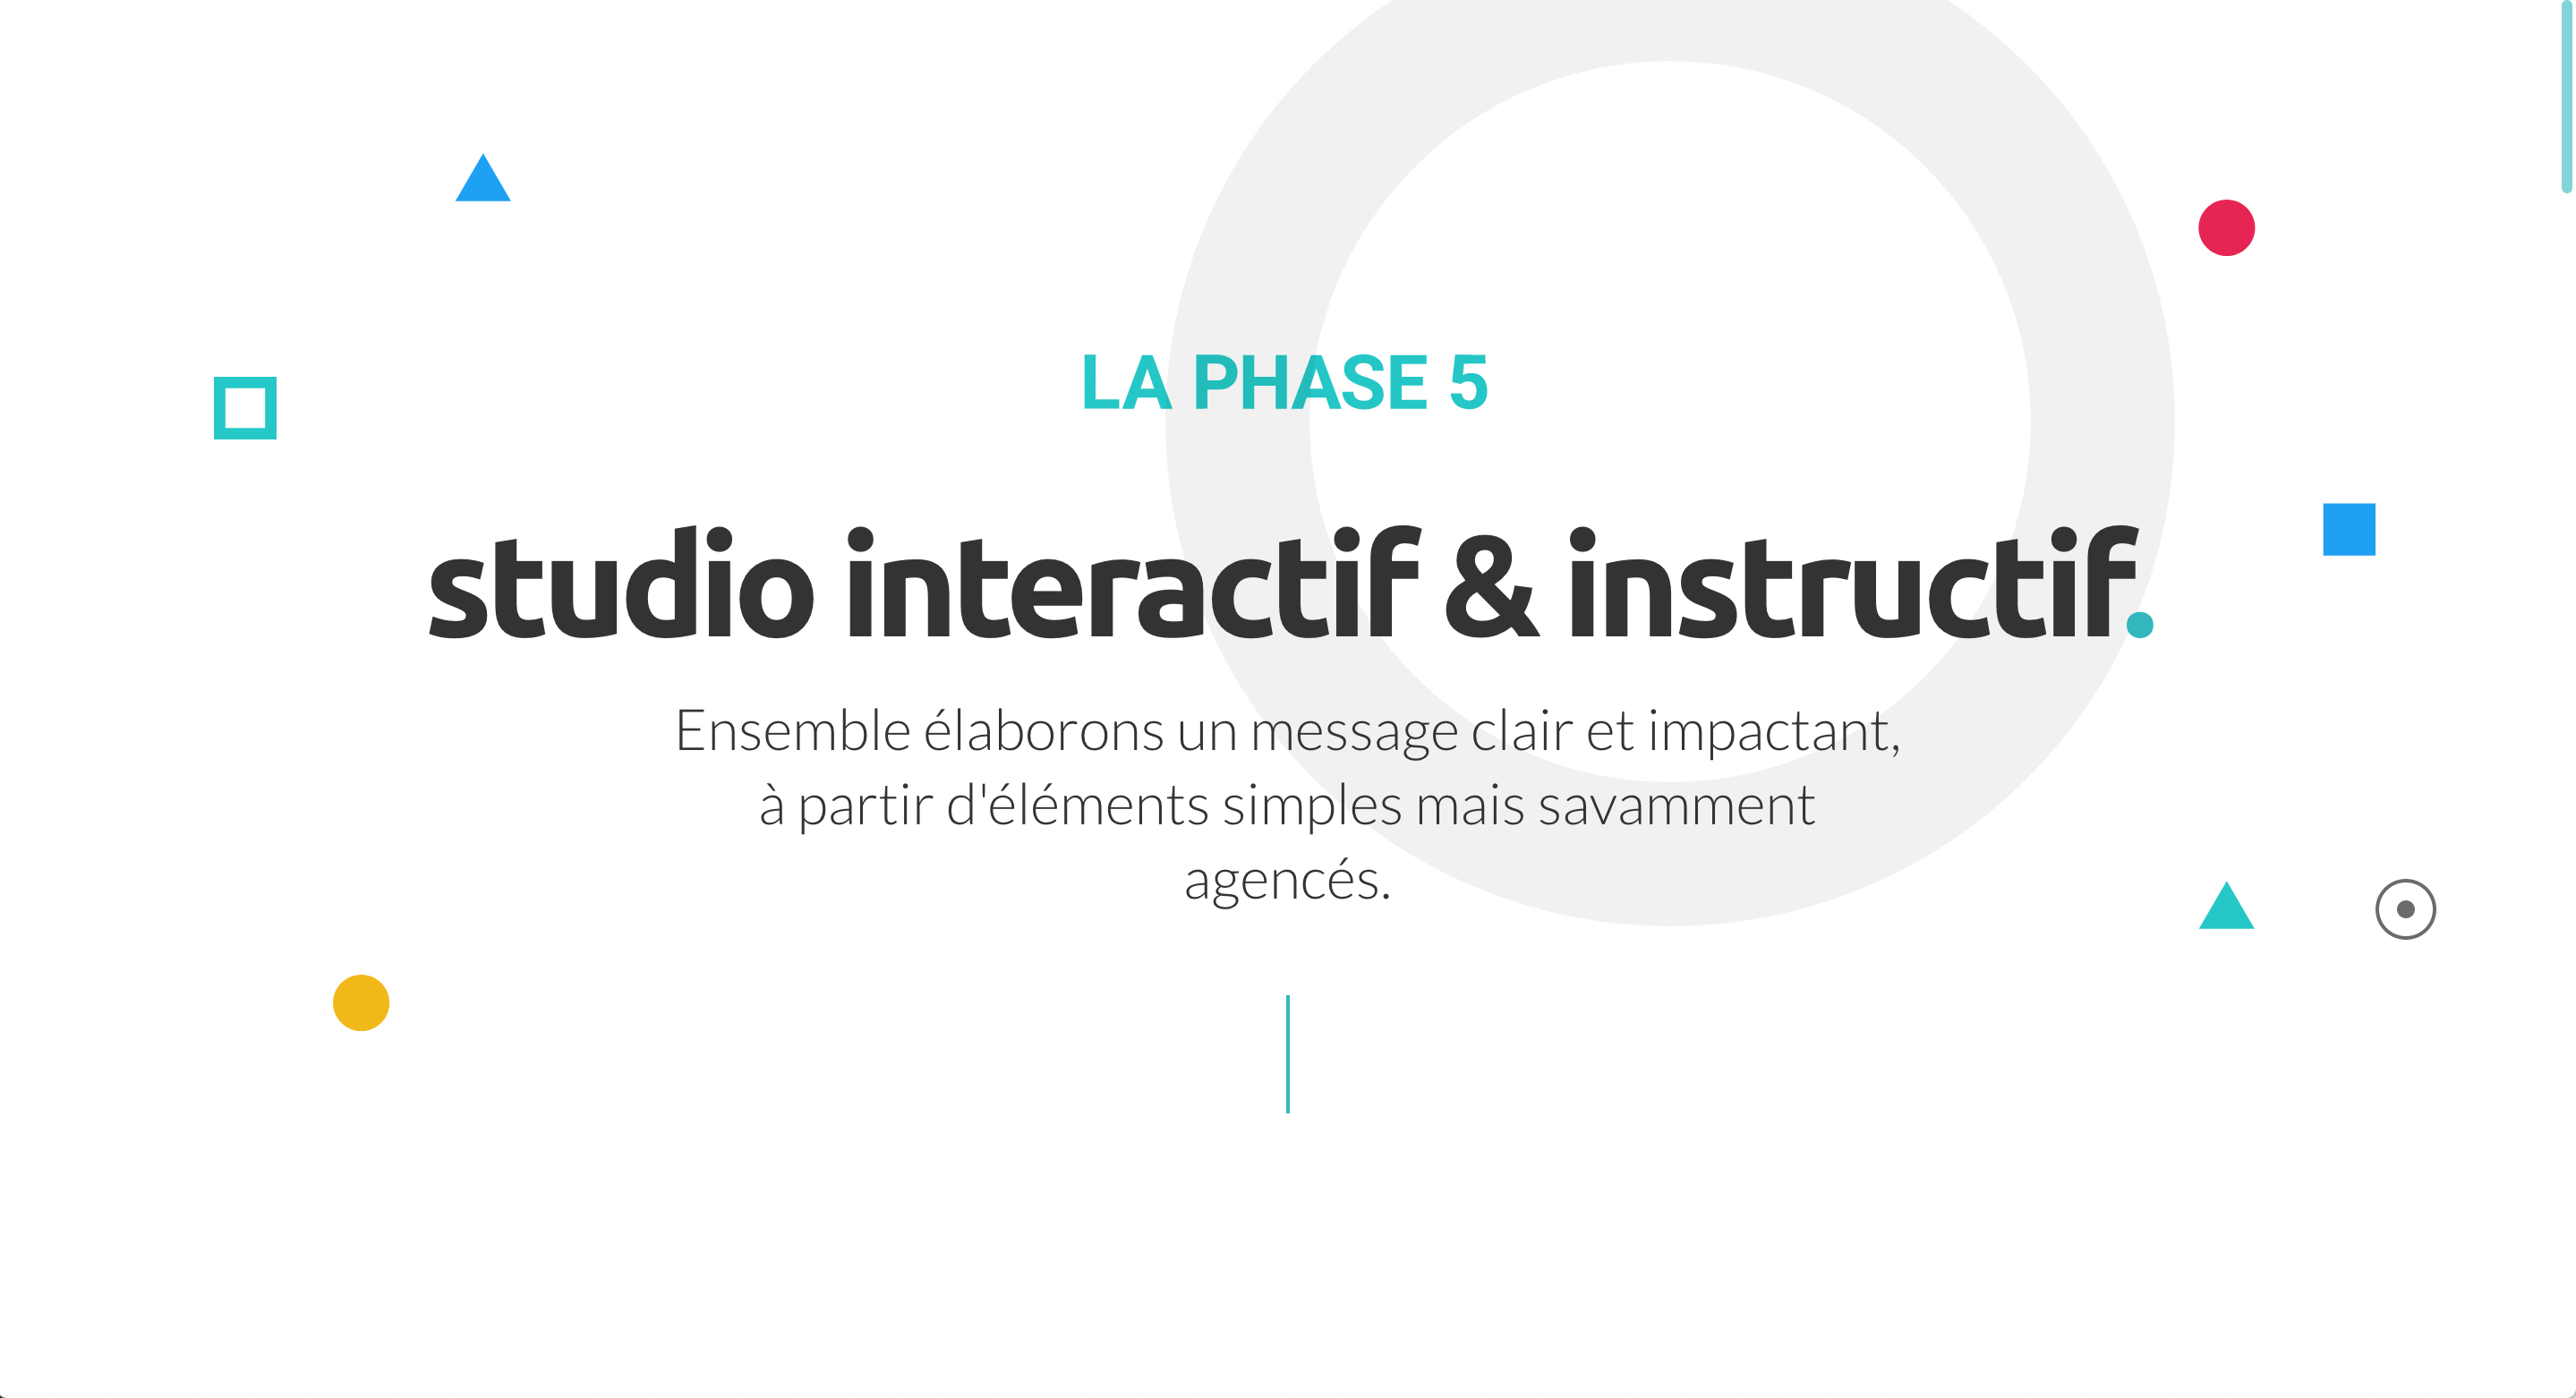 LA PHASE 5
studio interactif & instructif.
Ensemble élaborons un message clair et impactant,
à partir d'éléments simples mais savamment
agencés.